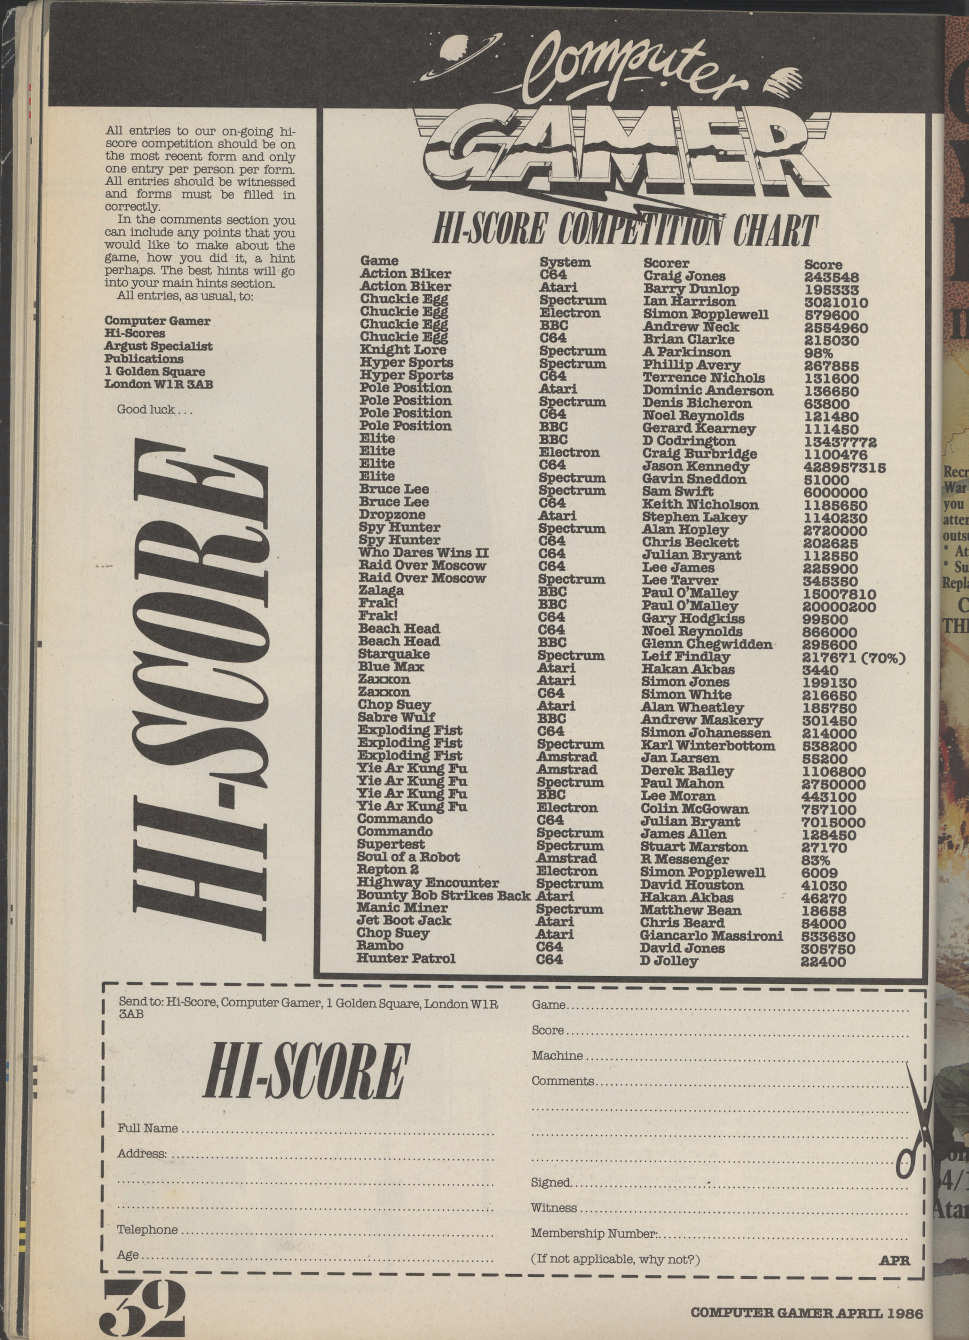 Computer
GAMER
All entries to our on-going hi-
score competition should be on
the most recent form and only
one entry per person per form.
All entries should be witnessed
and forms must be filled in
correctly.
In the comments section you
can include any points that you
would like to make about the
game, how you did it, a hint
perhaps. The best hints will go
into your main hints section.
All entries, as usual, to:
Computer Gamer
Hi-Scores
Argust Specialist
Publications
1 Golden Square
London W1R 3AB
Good luck...
HI-SCORE
HI-SCORE COMPETITION CHART
Game System Scorer Score
Action Biker C64 Craig Jones 243548
Action Biker Atari Barry Dunlop 195333
Chuckie Egg Spectrum Ian Harrison 3021010
Chuckie Egg Electron Simon Popplewell 579600
Chuckie Egg BBC Andrew Neck 2554960
Chuckie Egg C64 Brian Clarke 215030
Knight Lore Spectrum A Parkinson 98%
Hyper Sports Spectrum Phillip Avery 267855
Hyper Sports C64 Terrence Nichols 131600
Pole Position Atari Dominic Anderson 136650
Pole Position Spectrum Denis Bicheron 63800
Pole Position C64 Noel Reynolds 121480
Pole Position BBC Gerard Kearney 111450
Elite BBC D Codrington 13437772
Elite Electron Craig Burbridge 1100476
Elite C64 Jason Kennedy 428957315
Elite Spectrum Gavin Sneddon 51000
Bruce Lee Spectrum Sam Swift 6000000
Bruce Lee C64 Keith Nicholson 1185650
Dropzone Atari Stephen Lakey 1140230
Spy Hunter Spectrum Alan Hopley 2720000
Spy Hunter C64 Chris Beckett 202625
Who Dares Wins II C64 Julian Bryant 112550
Raid Over Moscow C64 Lee James 225900
Raid Over Moscow Spectrum Lee Tarver 345350
Zalaga BBC Paul O'Malley 15007810
Frak! BBC Paul O'Malley 20000200
Frak! C64 Gary Hodgkiss 99500
Beach Head C64 Noel Reynolds 866000
Beach Head BBC Glenn Chegwidden 295600
Starquake Spectrum Leif Findlay 217671 (70%)
Blue Max Atari Hakan Akbas 3440
Zaxxon Atari Simon Jones 199130
Zaxxon C64 Simon White 216650
Chop Suey Atari Alan Wheatley 185750
Sabre Wulf BBC Andrew Maskery 301450
Exploding Fist C64 Simon Johanessen 214000
Exploding Fist Spectrum Karl Winterbottom 538200
Exploding Fist Amstrad Jan Larsen 55200
Yie Ar Kung Fu Amstrad Derek Bailey 1106800
Yie Ar Kung Fu Spectrum Paul Mahon 2750000
Yie Ar Kung Fu BBC Lee Moran 443100
Yie Ar Kung Fu Electron Colin McGowan 757100
Commando C64 Julian Bryant 7015000
Commando Spectrum James Allen 128450
Supertest Spectrum Stuart Marston 27170
Soul of a Robot Amstrad R Messenger 83%
Repton 2 Electron Simon Popplewell 6009
Highway Encounter Spectrum David Houston 41030
Bounty Bob Strikes Back Atari Hakan Akbas 46270
Manic Miner Spectrum Matthew Bean 18658
Jet Boot Jack Atari Chris Beard 54000
Chop Suey Atari Giancarlo Massironi 533630
Rambo C64 David Jones 305750
Hunter Patrol C64 D Jolley 22400
Send to: Hi-Score, Computer Gamer, 1 Golden Square, London W1R
3AB
HI-SCORE
Full Name
Address:
Telephone
Age
Game
Score
Machine
Comments
Signed
Witness
Membership Number:
(If not applicable, why not?) APR
32
COMPUTER GAMER APRIL 1986
Recr
War
you
atten
outsi
* At
* Su
Repla
C
THE
64/1
Atar